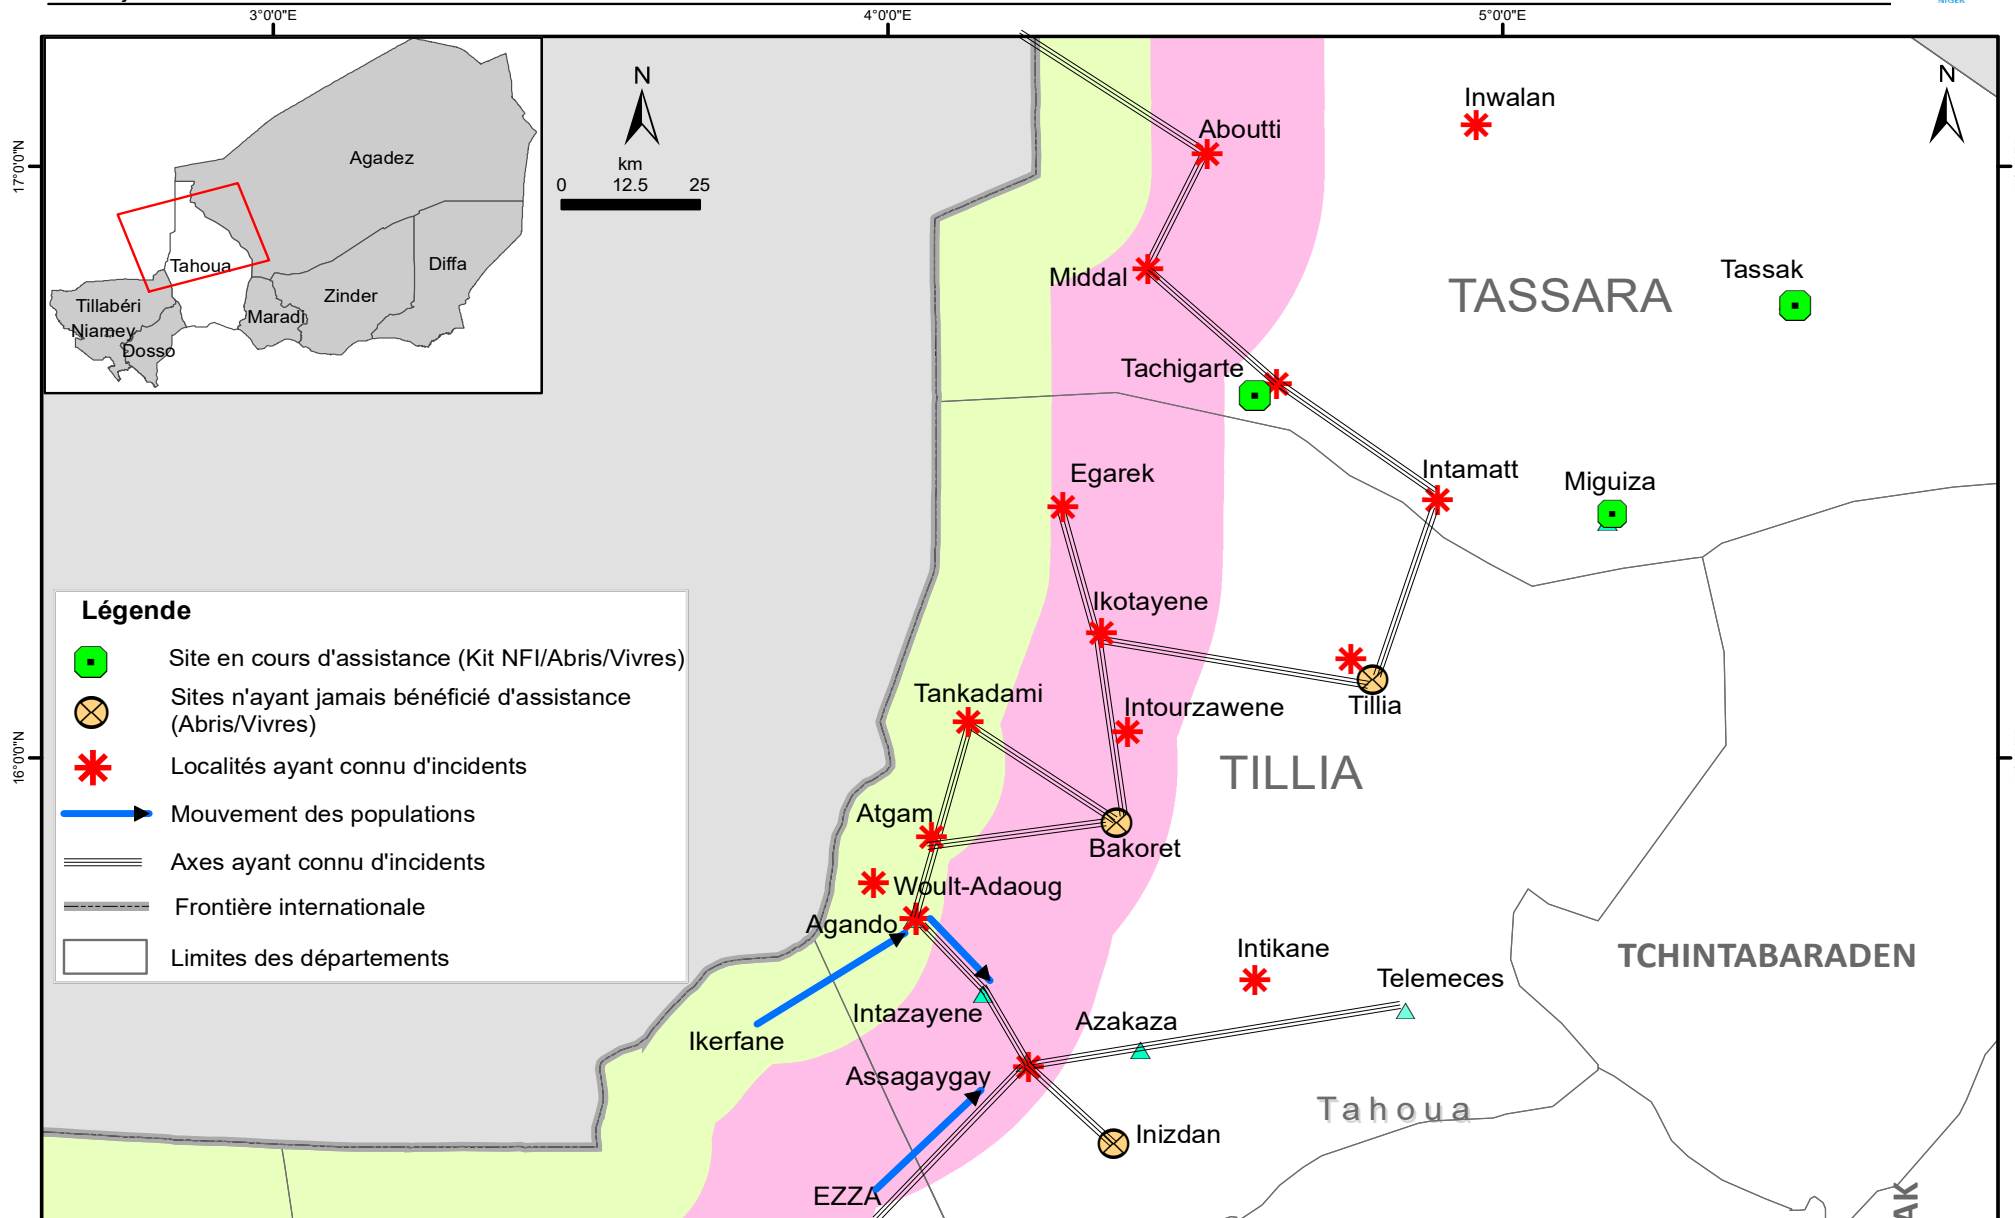 NIGER
3°0'0"E
4°0'0"E
5°0'0"E
17°0'0"N
16°0'0"N
Agadez
Tahoua
Diffa
Zinder
Tillabéri
Maradi
Niamey
Dosso
N
km
0 12.5 25
N
Inwalan
Aboutti
Middal
TASSARA
Tassak
Tachigarte
Egarek
Intamatt
Miguiza
Ikotayene
Tankadami
Intourzawene
Tillia
TILLIA
Atgam
Bakoret
Woult-Adaoug
Agando
Intikane
TCHINTABARADEN
Telemeces
Intazayene
Azakaza
Ikerfane
Assagaygay
Tahoua
Inizdan
EZZA
AK
Légende
Site en cours d'assistance (Kit NFI/Abris/Vivres)
Sites n'ayant jamais bénéficié d'assistance
(Abris/Vivres)
Localités ayant connu d'incidents
Mouvement des populations
Axes ayant connu d'incidents
Frontière internationale
Limites des départements